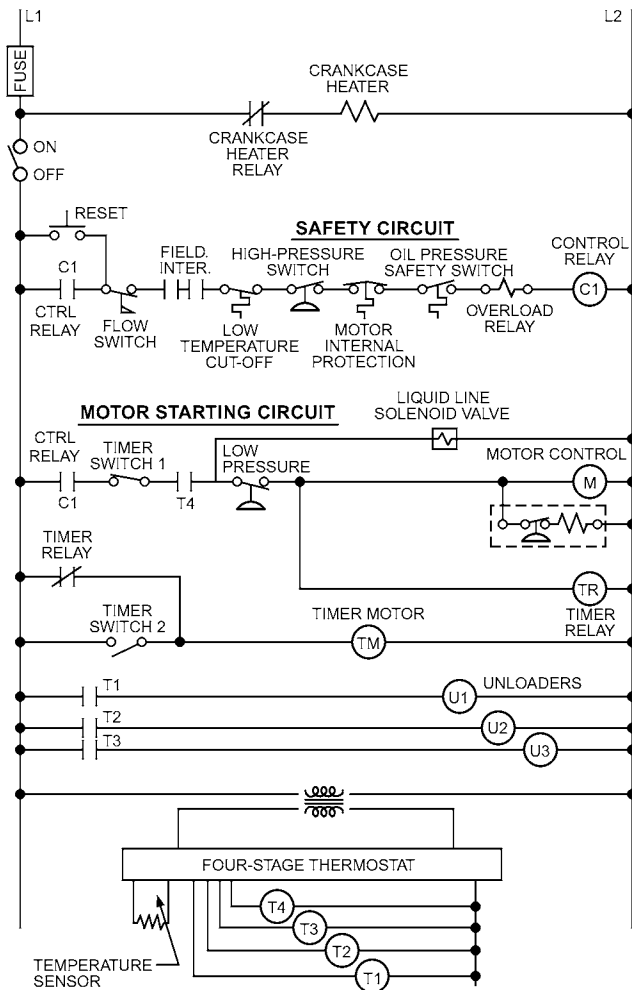 L1
L2
FUSE
CRANKCASE
HEATER
CRANKCASE
HEATER
RELAY
ON
OFF
RESET
SAFETY CIRCUIT
C1
CTRL
RELAY
FLOW
SWITCH
FIELD.
INTER.
LOW
TEMPERATURE
CUT-OFF
HIGH-PRESSURE
SWITCH
MOTOR
INTERNAL
PROTECTION
OIL PRESSURE
SAFETY SWITCH
OVERLOAD
RELAY
CONTROL
RELAY
C1
MOTOR STARTING CIRCUIT
LIQUID LINE
SOLENOID VALVE
CTRL
RELAY
C1
TIMER
SWITCH 1
T4
LOW
PRESSURE
MOTOR CONTROL
M
TIMER
RELAY
TR
TIMER
RELAY
TIMER
SWITCH 2
TIMER MOTOR
TM
T1
U1
UNLOADERS
T2
U2
T3
U3
FOUR-STAGE THERMOSTAT
T4
T3
T2
T1
TEMPERATURE
SENSOR